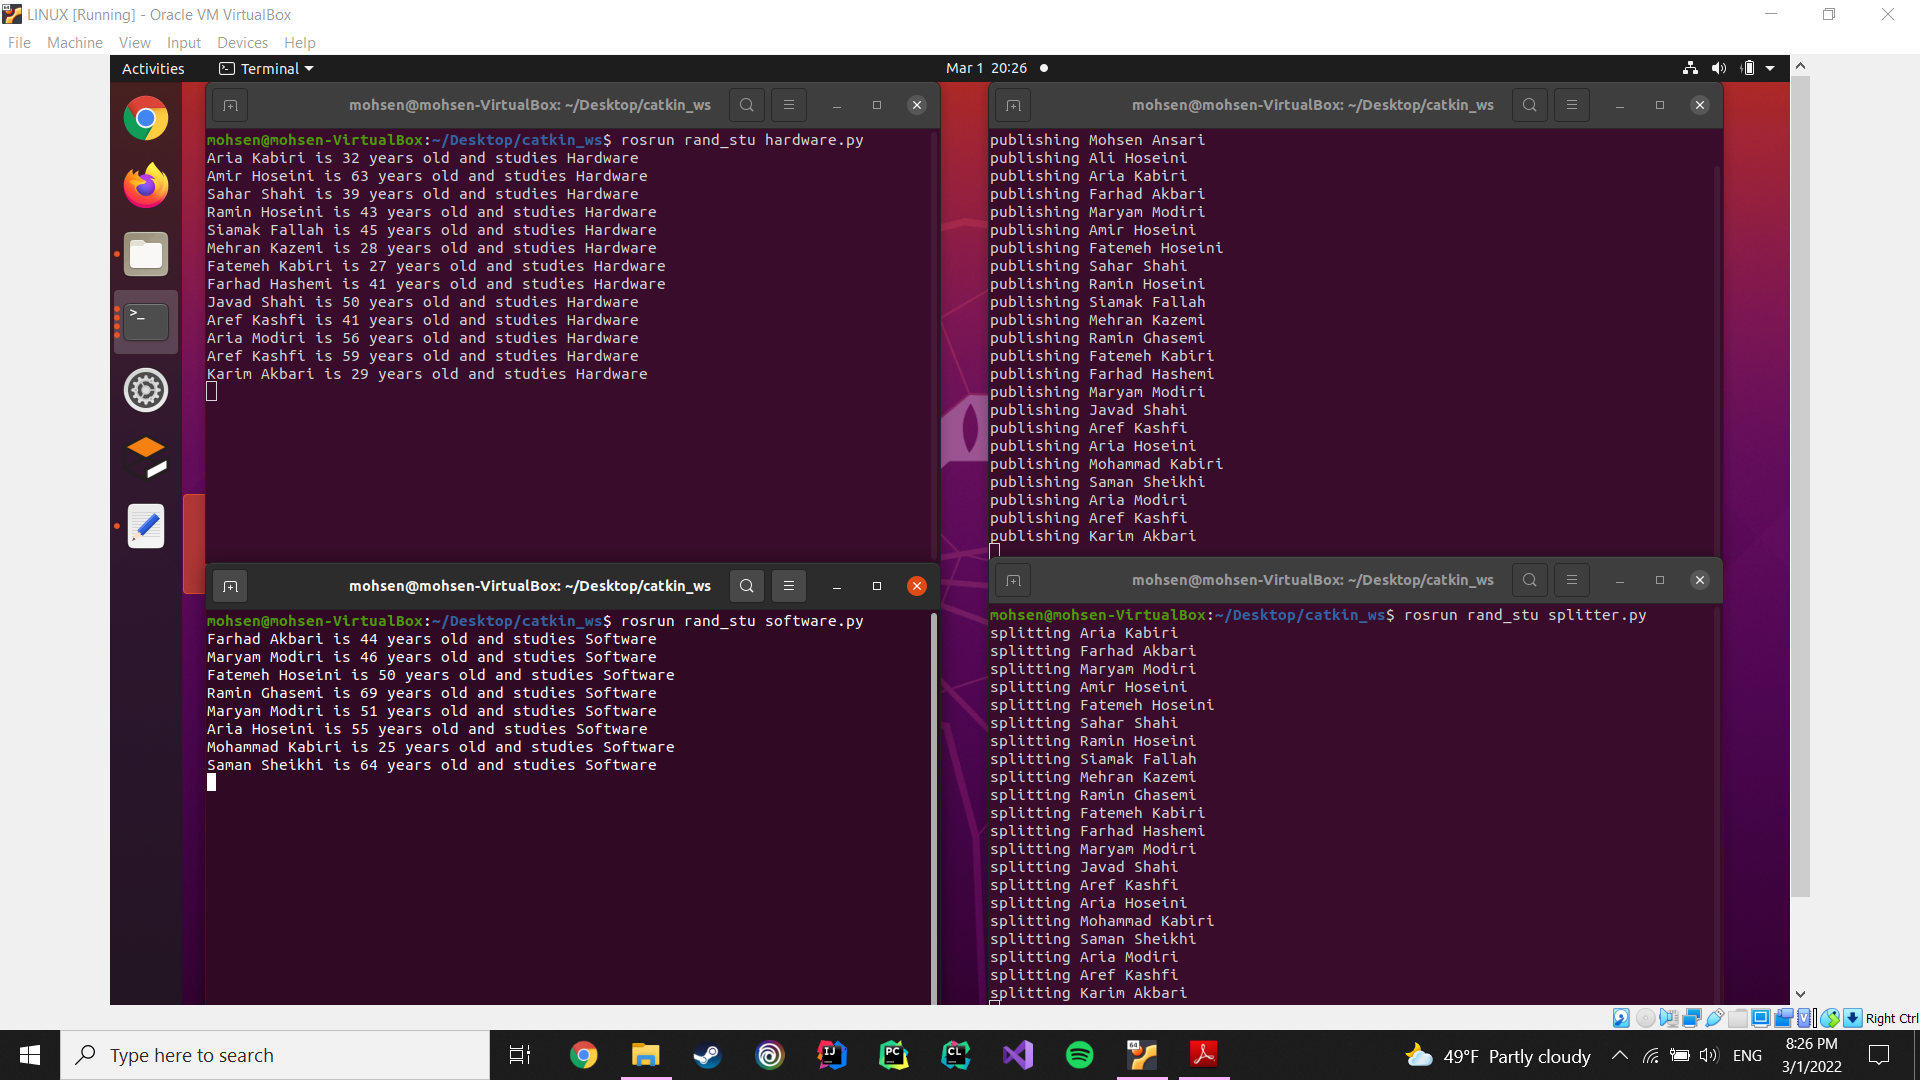 LINUX [Running] - Oracle VM VirtualBox
File Machine View Input Devices Help
Activities Terminal Mar 1 20:26
mohsen@mohsen-VirtualBox: ~/Desktop/catkin_ws
mohsen@mohsen-VirtualBox:~/Desktop/catkin_ws$ rosrun rand_stu hardware.py
Aria Kabiri is 32 years old and studies Hardware
Amir Hoseini is 63 years old and studies Hardware
Sahar Shahi is 39 years old and studies Hardware
Ramin Hoseini is 43 years old and studies Hardware
Siamak Fallah is 45 years old and studies Hardware
Mehran Kazemi is 28 years old and studies Hardware
Fatemeh Kabiri is 27 years old and studies Hardware
Farhad Hashemi is 41 years old and studies Hardware
Javad Shahi is 50 years old and studies Hardware
Aref Kashfi is 41 years old and studies Hardware
Aria Modiri is 56 years old and studies Hardware
Aref Kashfi is 59 years old and studies Hardware
Karim Akbari is 29 years old and studies Hardware
mohsen@mohsen-VirtualBox: ~/Desktop/catkin_ws
publishing Mohsen Ansari
publishing Ali Hoseini
publishing Aria Kabiri
publishing Farhad Akbari
publishing Maryam Modiri
publishing Amir Hoseini
publishing Fatemeh Hoseini
publishing Sahar Shahi
publishing Ramin Hoseini
publishing Siamak Fallah
publishing Mehran Kazemi
publishing Ramin Ghasemi
publishing Fatemeh Kabiri
publishing Farhad Hashemi
publishing Maryam Modiri
publishing Javad Shahi
publishing Aref Kashfi
publishing Aria Hoseini
publishing Mohammad Kabiri
publishing Saman Sheikhi
publishing Aria Modiri
publishing Aref Kashfi
publishing Karim Akbari
mohsen@mohsen-VirtualBox: ~/Desktop/catkin_ws
mohsen@mohsen-VirtualBox:~/Desktop/catkin_ws$ rosrun rand_stu software.py
Farhad Akbari is 44 years old and studies Software
Maryam Modiri is 46 years old and studies Software
Fatemeh Hoseini is 50 years old and studies Software
Ramin Ghasemi is 69 years old and studies Software
Maryam Modiri is 51 years old and studies Software
Aria Hoseini is 55 years old and studies Software
Mohammad Kabiri is 25 years old and studies Software
Saman Sheikhi is 64 years old and studies Software
mohsen@mohsen-VirtualBox: ~/Desktop/catkin_ws
mohsen@mohsen-VirtualBox:~/Desktop/catkin_ws$ rosrun rand_stu splitter.py
splitting Aria Kabiri
splitting Farhad Akbari
splitting Maryam Modiri
splitting Amir Hoseini
splitting Fatemeh Hoseini
splitting Sahar Shahi
splitting Ramin Hoseini
splitting Siamak Fallah
splitting Mehran Kazemi
splitting Ramin Ghasemi
splitting Fatemeh Kabiri
splitting Farhad Hashemi
splitting Maryam Modiri
splitting Javad Shahi
splitting Aref Kashfi
splitting Aria Hoseini
splitting Mohammad Kabiri
splitting Saman Sheikhi
splitting Aria Modiri
splitting Aref Kashfi
splitting Karim Akbari
Right Ctrl
Type here to search
IJ PC CL 64
49°F Partly cloudy
ENG
8:26 PM
3/1/2022